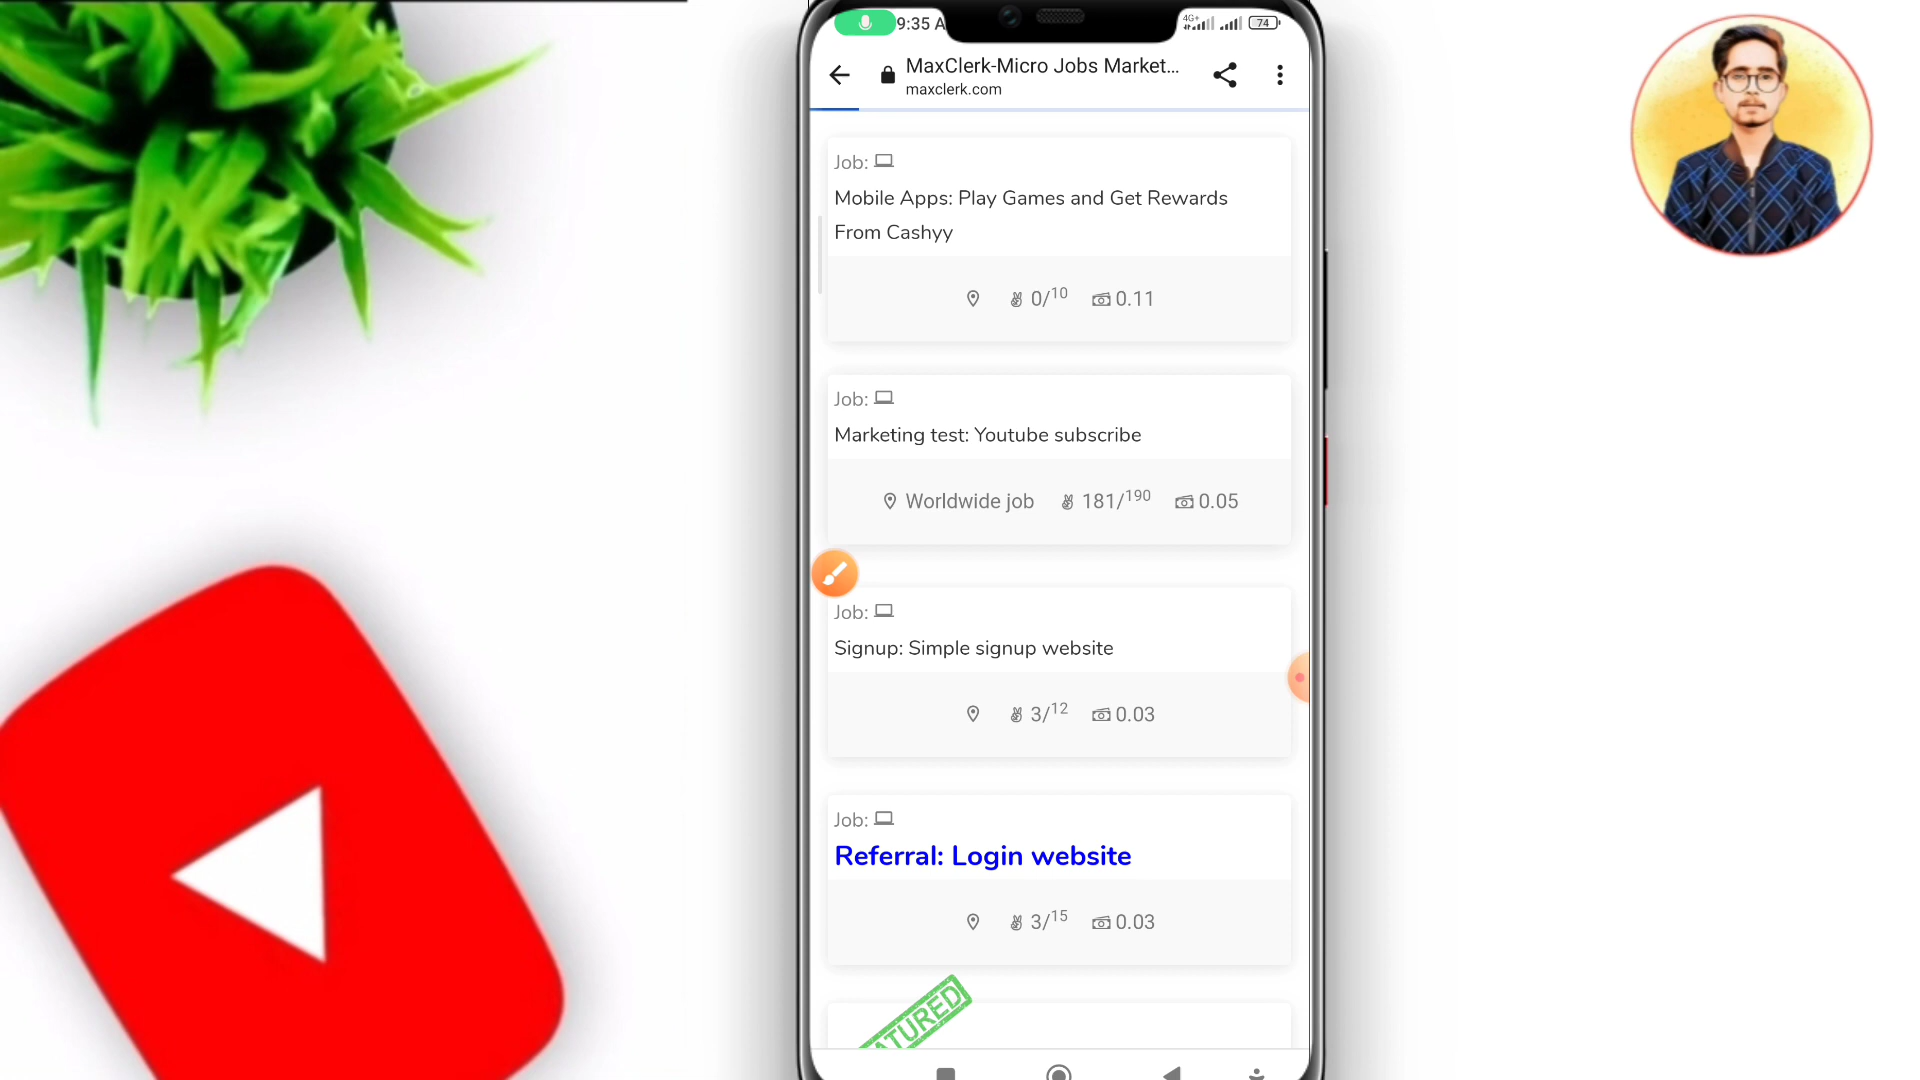 9:35 A
4G+
74
MaxClerk-Micro Jobs Market...
maxclerk.com
Job:
Mobile Apps: Play Games and Get Rewards
From Cashyy
0/10 0.11
Job:
Marketing test: Youtube subscribe
Worldwide job 181/190 0.05
Job:
Signup: Simple signup website
3/12 0.03
Job:
Referral: Login website
3/15 0.03
ATURED